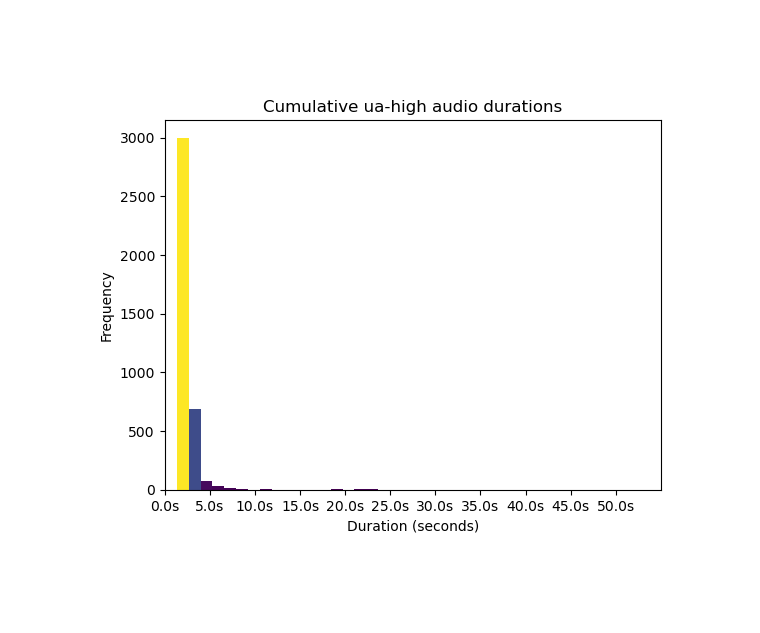 Cumulative ua-high audio durations
3000
2500
2000
1500
1000
500
0
Frequency
0.0s 5.0s 10.0s 15.0s 20.0s 25.0s 30.0s 35.0s 40.0s 45.0s 50.0s
Duration (seconds)